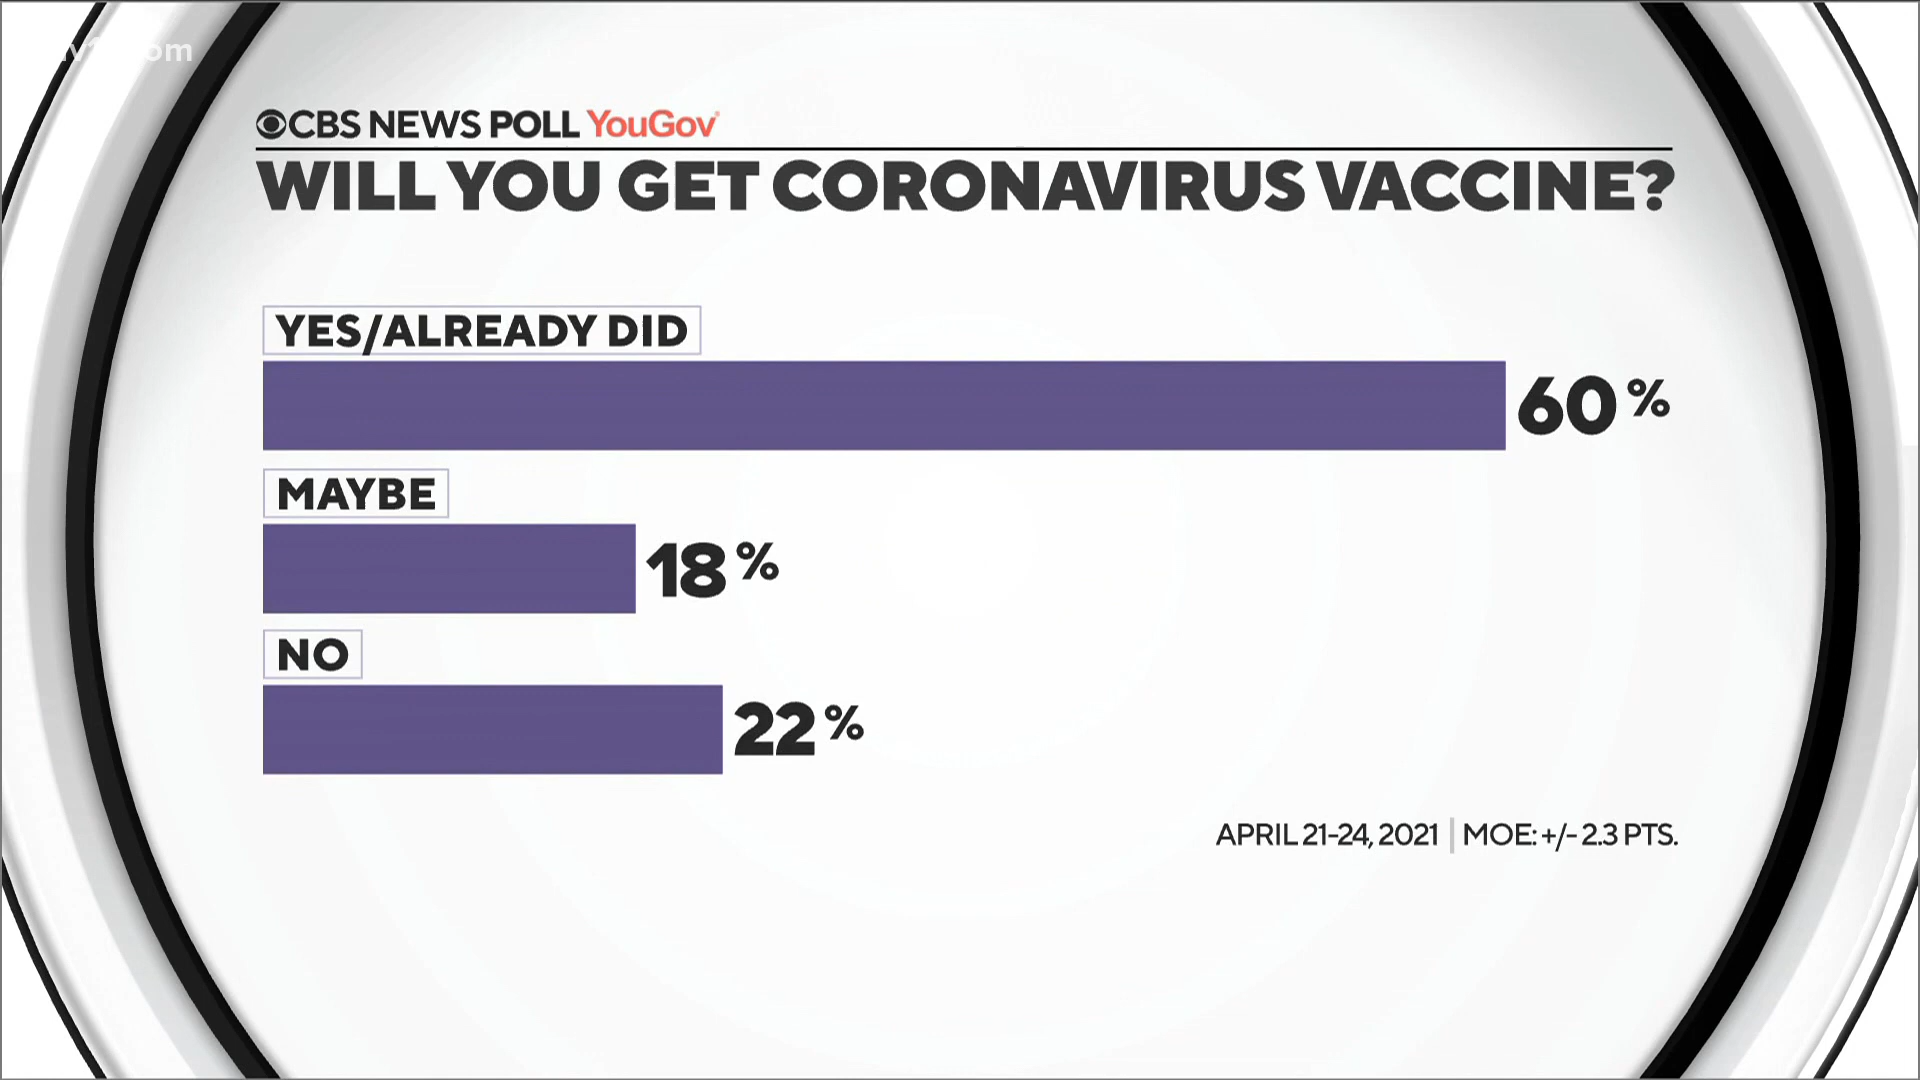 CBS NEWS POLL YouGov
WILL YOU GET CORONAVIRUS VACCINE?
YES/ALREADY DID
60%
MAYBE
18%
NO
22%
APRIL 21-24, 2021 | MOE: +/- 2.3 PTS.